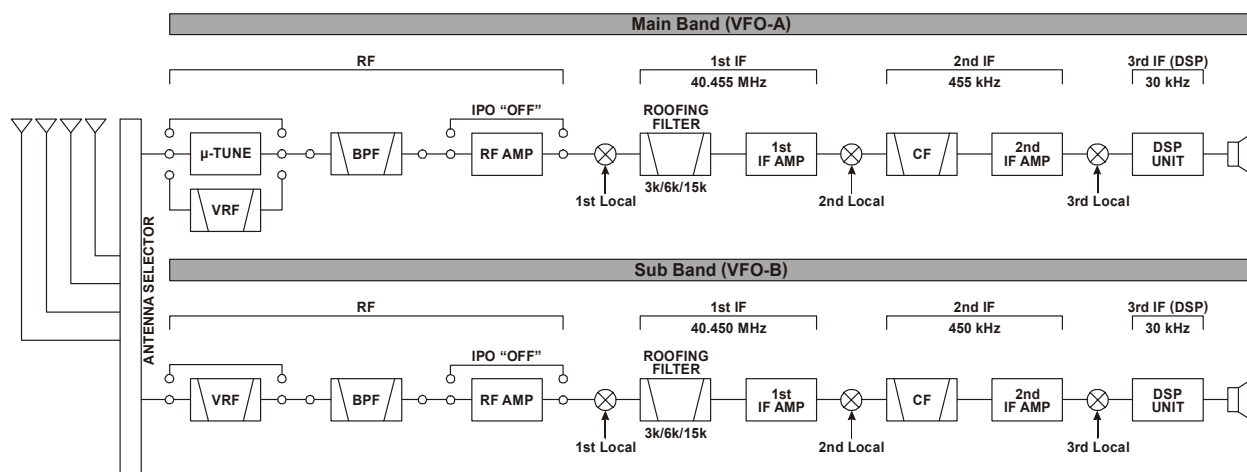 Main Band (VFO-A)
RF
1st IF
40.455 MHz
2nd IF
455 kHz
3rd IF (DSP)
30 kHz
IPO “OFF”
ROOFING
FILTER
µ-TUNE
BPF
RF AMP
1st
IF AMP
CF
2nd
IF AMP
DSP
UNIT
3k/6k/15k
VRF
1st Local
2nd Local
3rd Local
ANTENNA SELECTOR
Sub Band (VFO-B)
RF
1st IF
40.450 MHz
2nd IF
450 kHz
3rd IF (DSP)
30 kHz
IPO “OFF”
ROOFING
FILTER
VRF
BPF
RF AMP
1st
IF AMP
CF
2nd
IF AMP
DSP
UNIT
3k/6k/15k
1st Local
2nd Local
3rd Local